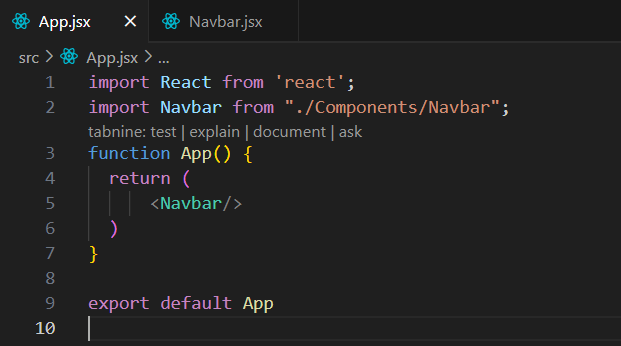 App.jsx × Navbar.jsx
src > App.jsx > ...
1 import React from 'react';
2 import Navbar from "./Components/Navbar";
tabnine: test | explain | document | ask
3 function App() {
4   return (
5       <Navbar/>
6   )
7 }
8
9 export default App
10